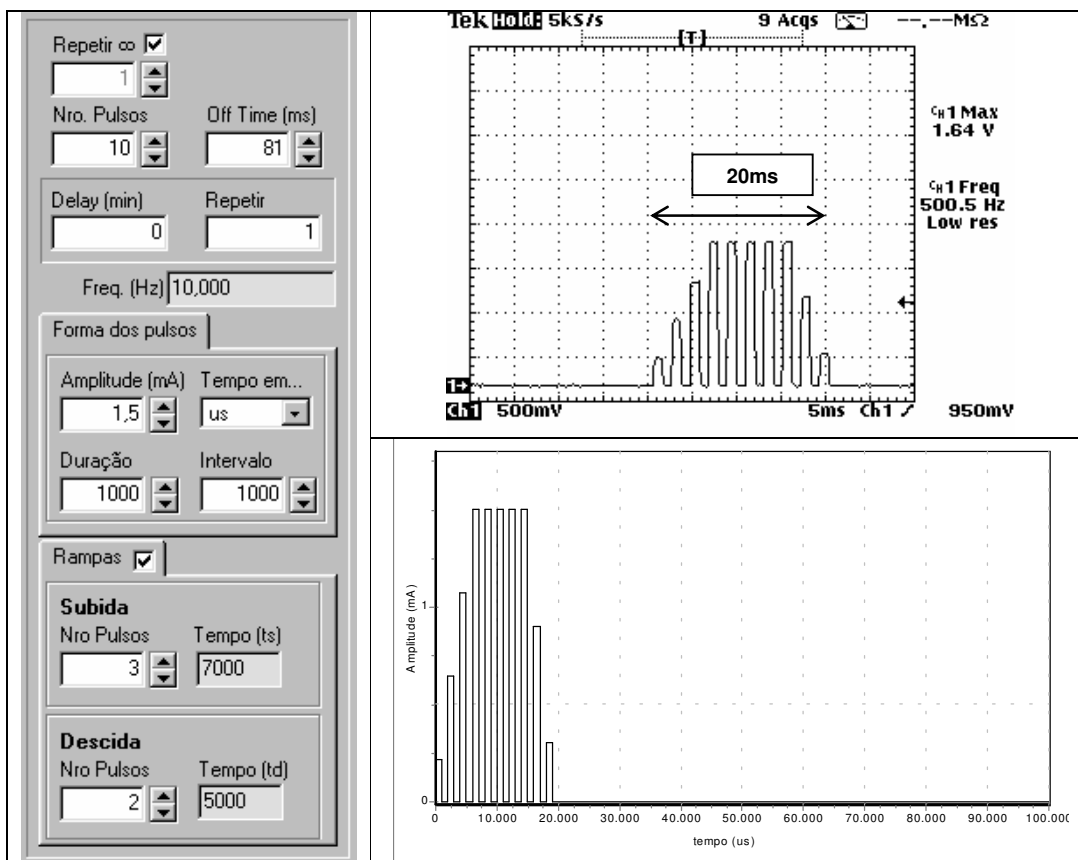 Repetir ∞
1
Nro. Pulsos Off Time (ms)
10 81
Delay (min) Repetir
0 1
Freq. (Hz) 10,000
Forma dos pulsos
Amplitude (mA) Tempo em...
1,5 us
Duração Intervalo
1000 1000
Rampas
Subida
Nro Pulsos Tempo (ts)
3 7000
Descida
Nro Pulsos Tempo (td)
2 5000
Tek Hold: 5kS/s 9 Acqs --.--MΩ
[T]
CH1 Max
1.64 V
20ms
CH1 Freq
500.5 Hz
Low res
1→
Ch1 500mV 5ms Ch1 950mV
Amplitude (mA)
1
0
0 10.000 20.000 30.000 40.000 50.000 60.000 70.000 80.000 90.000 100.000
tempo (us)